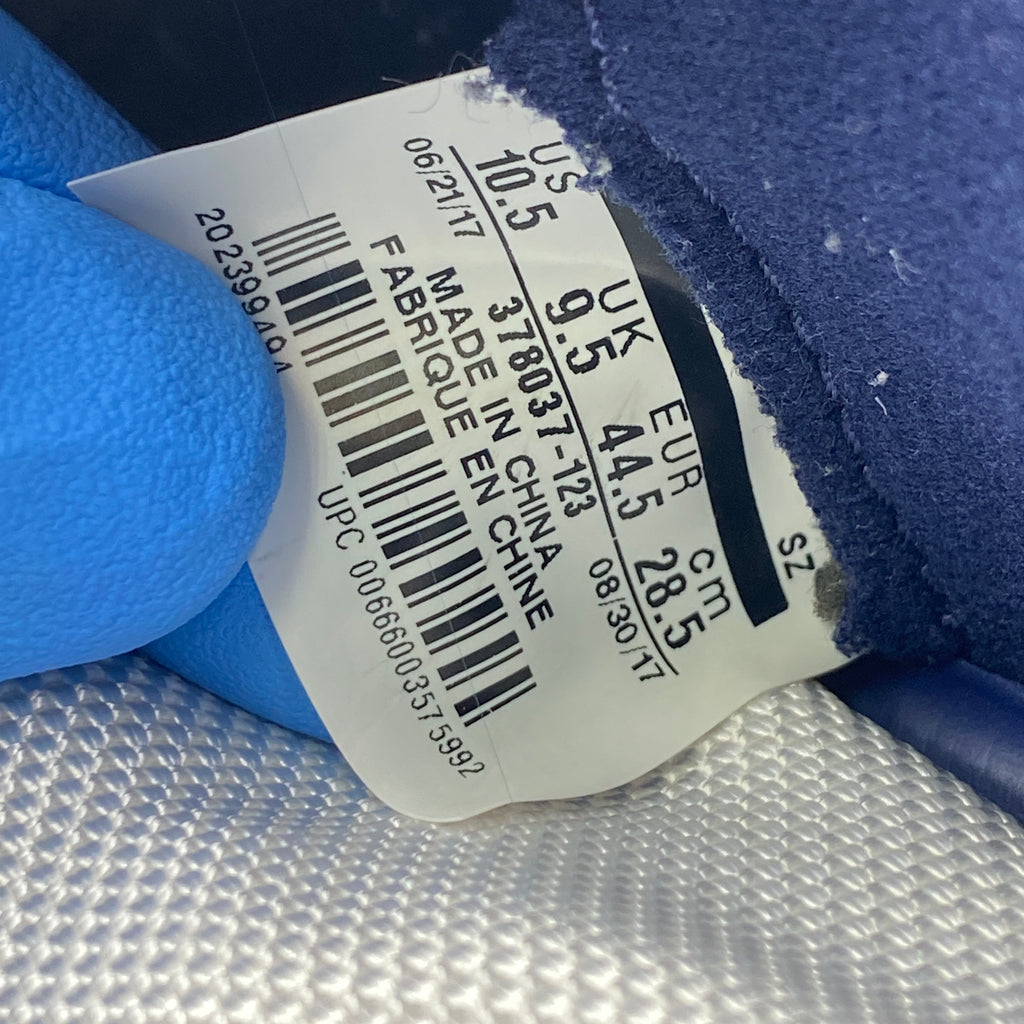 SZ
US UK EUR cm
10.5 9.5 44.5 28.5
06/21/17 378037-123 08/30/17
MADE IN CHINA
FABRIQUE EN CHINE
UPC 00666003575992